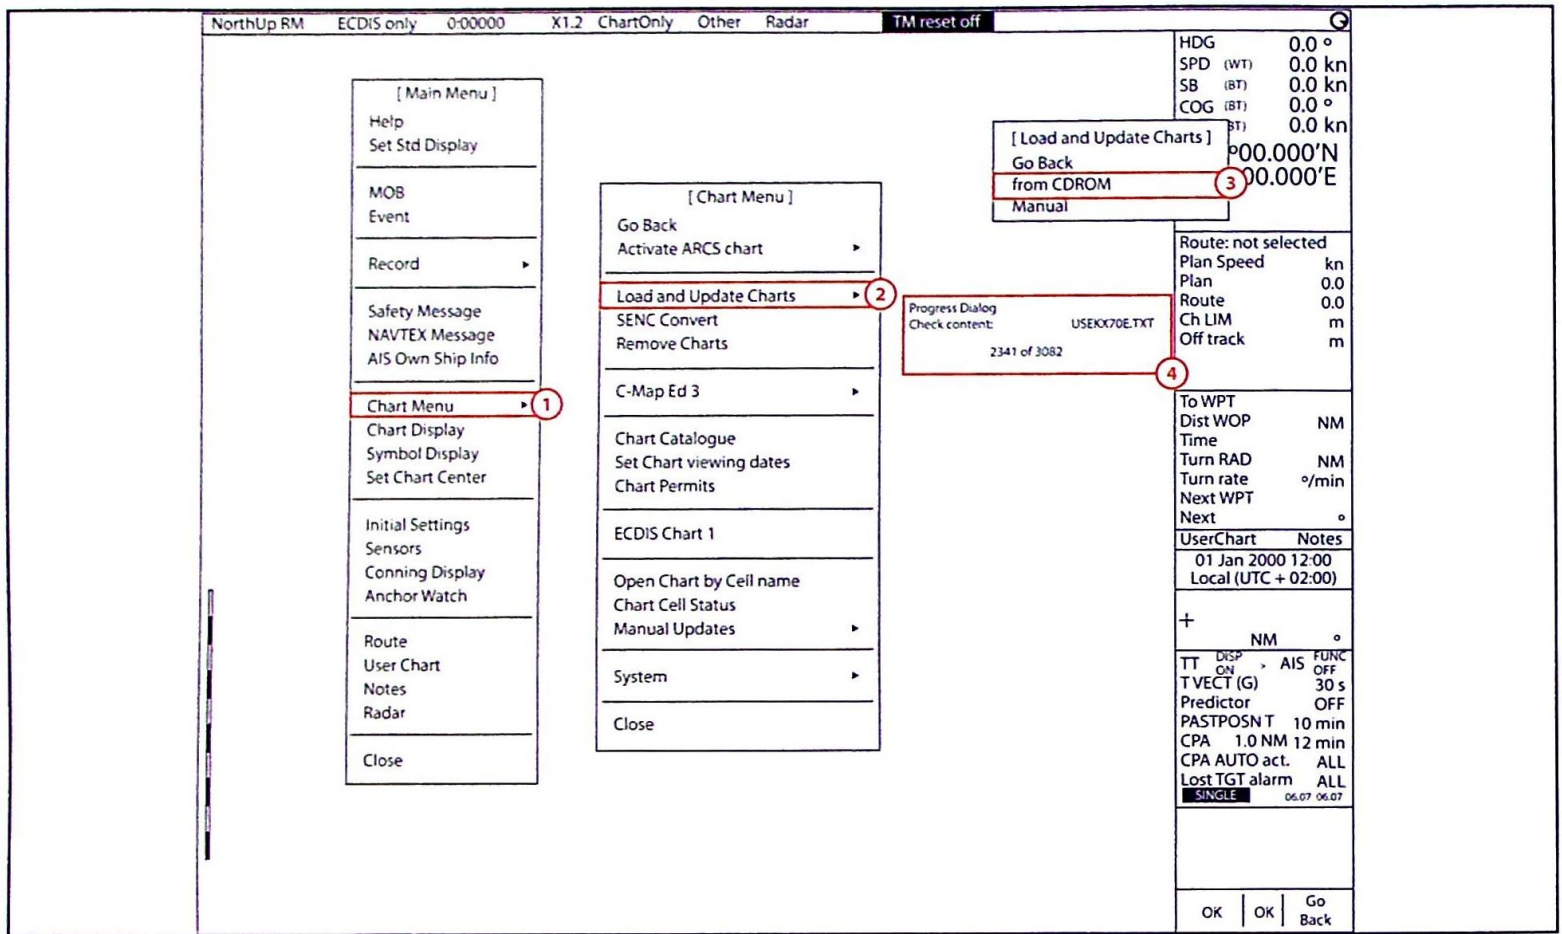 NorthUp RM ECDIS only 0:00000 X1.2 ChartOnly Other Radar TM reset off
[ Main Menu ]
Help
Set Std Display
MOB
Event
Record
Safety Message
NAVTEX Message
AIS Own Ship Info
Chart Menu 1
Chart Display
Symbol Display
Set Chart Center
Initial Settings
Sensors
Conning Display
Anchor Watch
Route
User Chart
Notes
Radar
Close
[ Chart Menu ]
Go Back
Activate ARCS chart
Load and Update Charts 2
SENC Convert
Remove Charts
C-Map Ed 3
Chart Catalogue
Set Chart viewing dates
Chart Permits
ECDIS Chart 1
Open Chart by Cell name
Chart Cell Status
Manual Updates
System
Close
Progress Dialog
Check content: USEKX70E.TXT
2341 of 3082
4
[ Load and Update Charts ]
Go Back
from CDROM 3
Manual
HDG 0.0 °
SPD (WT) 0.0 kn
SB (BT) 0.0 kn
COG (BT) 0.0 °
BT) 0.0 kn
°00.000'N
00.000'E
Route: not selected
Plan Speed kn
Plan 0.0
Route 0.0
Ch LIM m
Off track m
To WPT
Dist WOP NM
Time
Turn RAD NM
Turn rate °/min
Next WPT
Next °
UserChart Notes
01 Jan 2000 12:00
Local (UTC + 02:00)
+
NM °
TT DISP ON , AIS FUNC OFF
T VECT (G) 30 s
Predictor OFF
PASTPOSN T 10 min
CPA 1.0 NM 12 min
CPA AUTO act. ALL
Lost TGT alarm ALL
SINGLE 06.07 06.07
OK OK Go Back